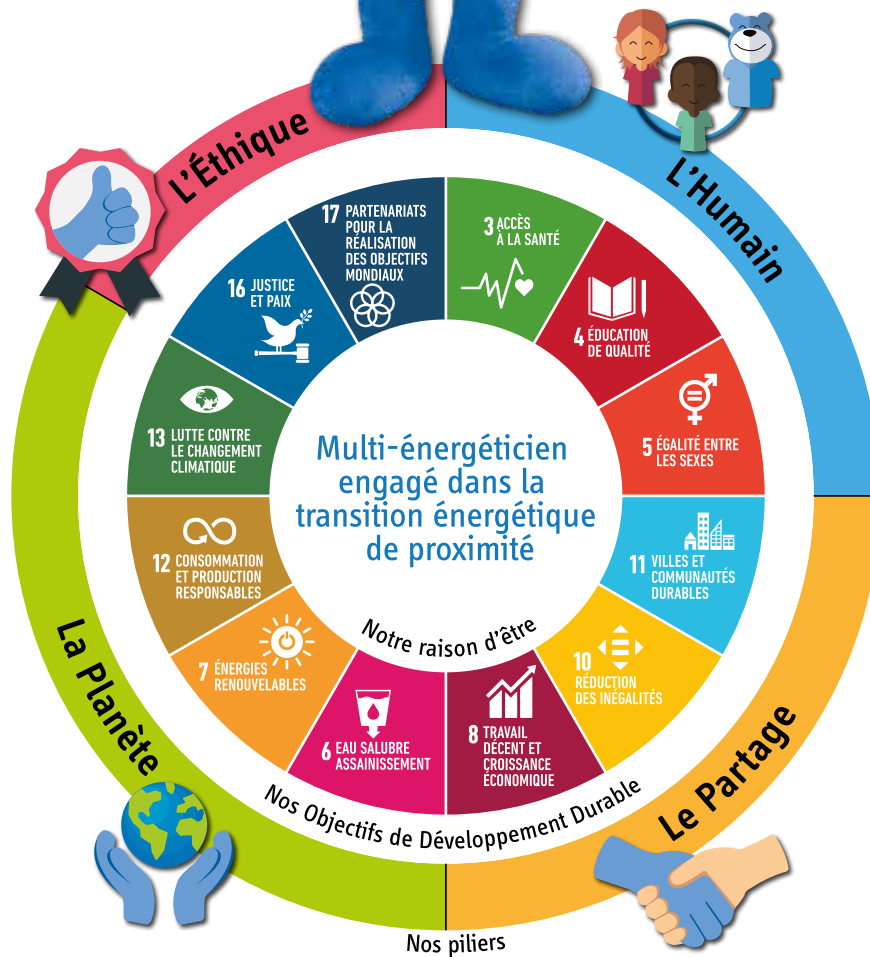 L'Éthique
L'Humain
17 PARTENARIATS
POUR LA
RÉALISATION
DES OBJECTIFS
MONDIAUX
3 ACCÈS
À LA SANTÉ
16 JUSTICE
ET PAIX
4 ÉDUCATION
DE QUALITÉ
13 LUTTE CONTRE
LE CHANGEMENT
CLIMATIQUE
5 ÉGALITÉ ENTRE
LES SEXES
Multi-énergéticien
engagé dans la
transition énergétique
de proximité
12 CONSOMMATION
ET PRODUCTION
RESPONSABLES
11 VILLES ET
COMMUNAUTÉS
DURABLES
Notre raison d'être
7 ÉNERGIES
RENOUVELABLES
10
RÉDUCTION
DES INÉGALITÉS
6 EAU SALUBRE
ASSAINISSEMENT
8 TRAVAIL
DÉCENT ET
CROISSANCE
ÉCONOMIQUE
La Planète
Le Partage
Nos Objectifs de Développement Durable
Nos piliers